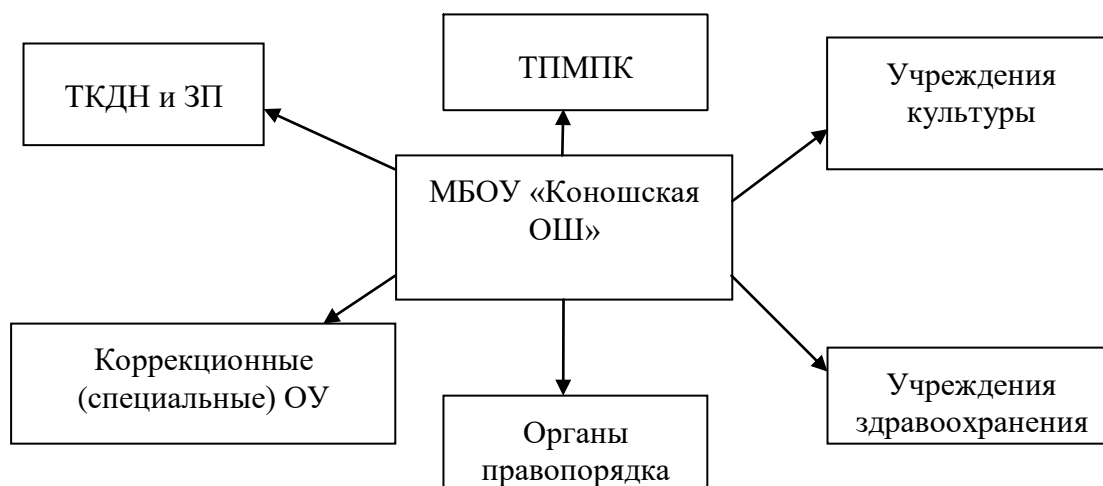 ТКДН и ЗП
ТПМПК
Учреждения
культуры
МБОУ «Коношская
ОШ»
Коррекционные
(специальные) ОУ
Органы
правопорядка
Учреждения
здравоохранения